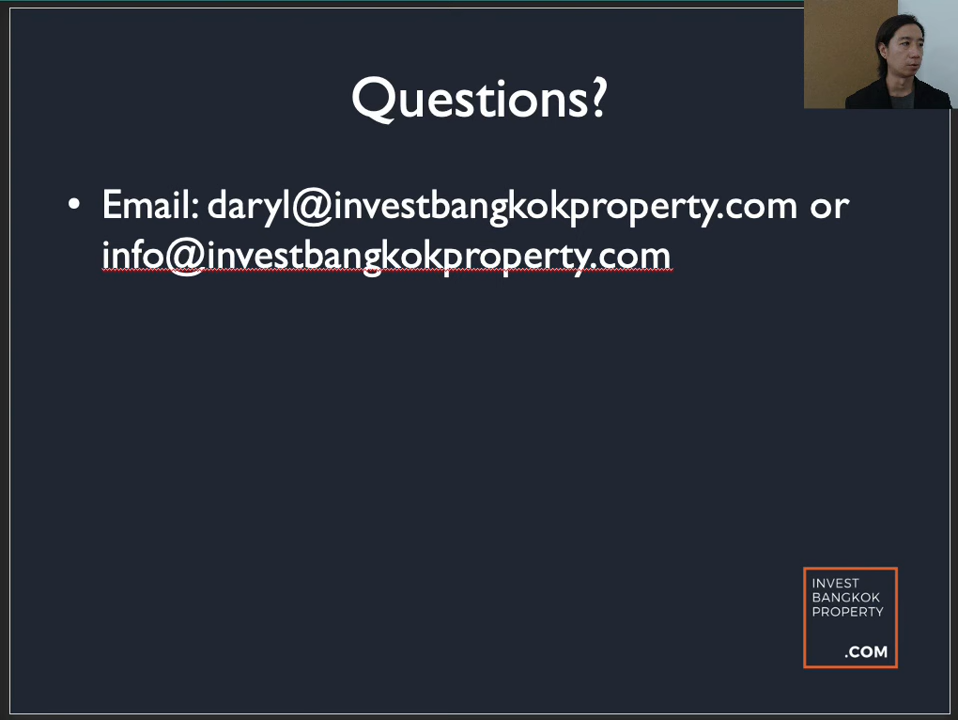 Questions?
• Email: daryl@investbangkokproperty.com or
info@investbangkokproperty.com
INVEST
BANGKOK
PROPERTY
.COM